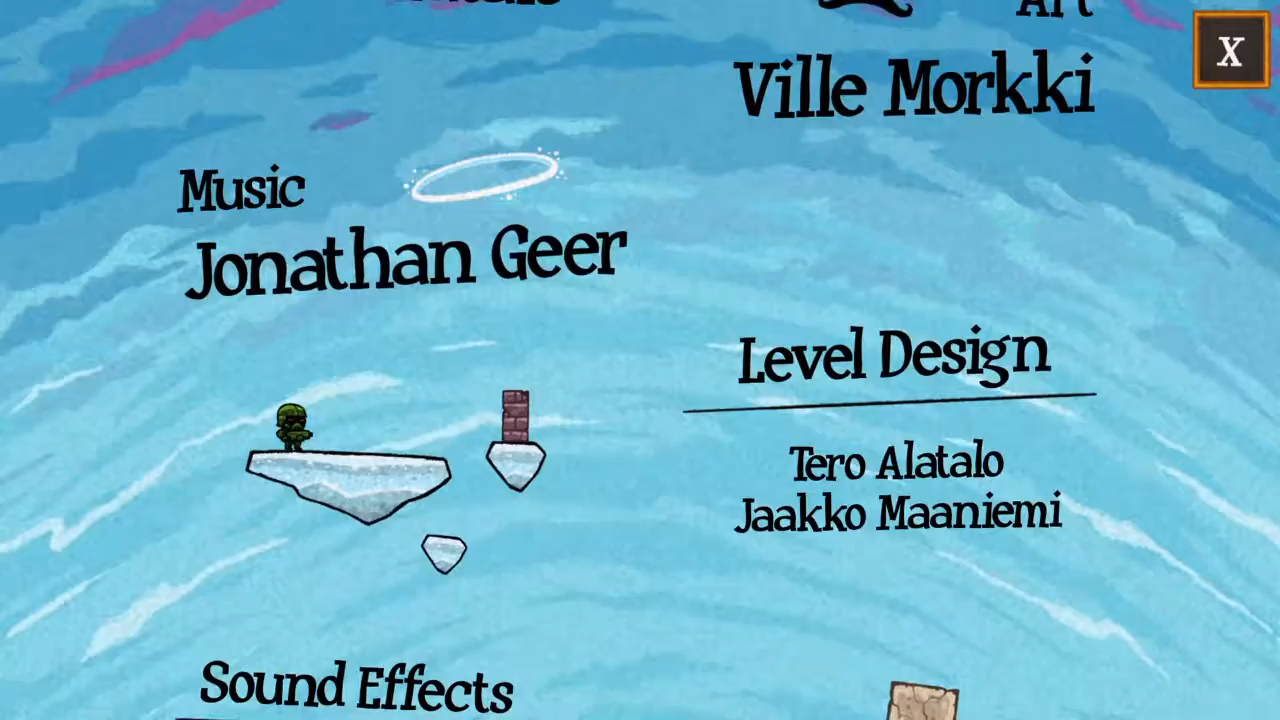 Art
Ville Morkki
X
Music
Jonathan Geer
Level Design
Tero Alatalo
Jaakko Maaniemi
Sound Effects